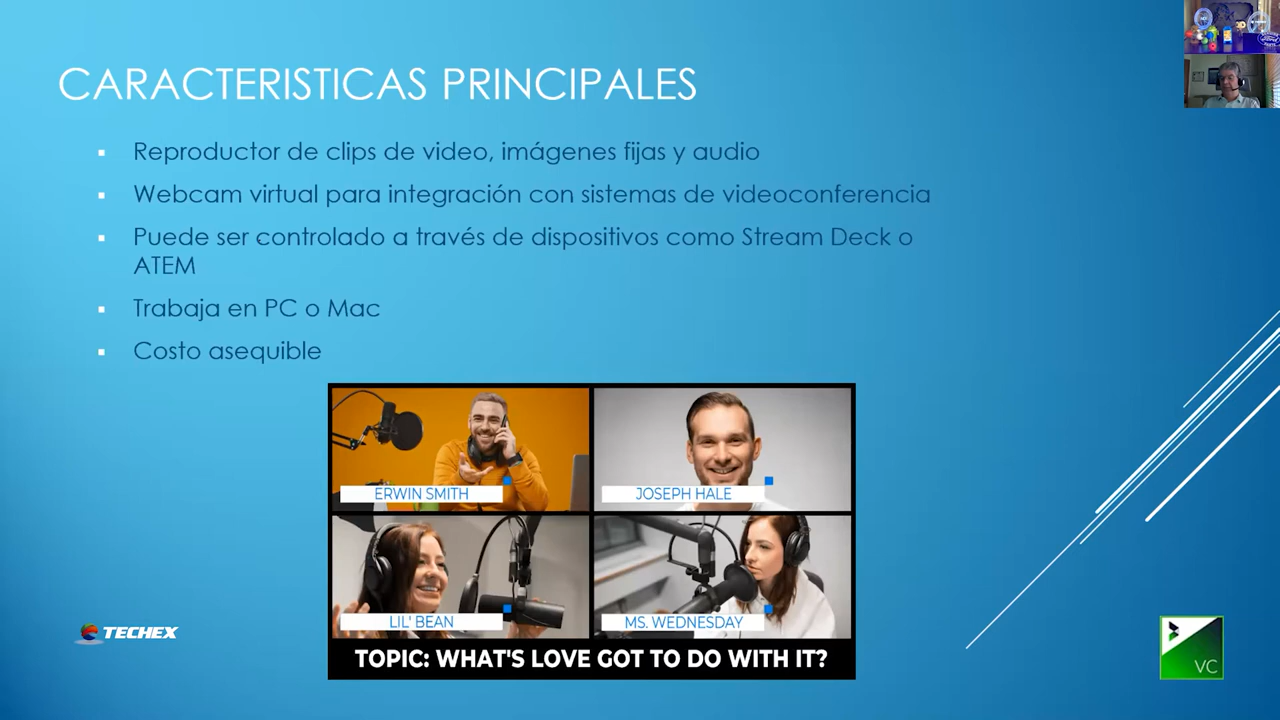 CARACTERISTICAS PRINCIPALES
Reproductor de clips de video, imágenes fijas y audio
Webcam virtual para integración con sistemas de videoconferencia
Puede ser controlado a través de dispositivos como Stream Deck o
ATEM
Trabaja en PC o Mac
Costo asequible
ERWIN SMITH
JOSEPH HALE
LIL' BEAN
MS. WEDNESDAY
TOPIC: WHAT'S LOVE GOT TO DO WITH IT?
TECHEX
VC